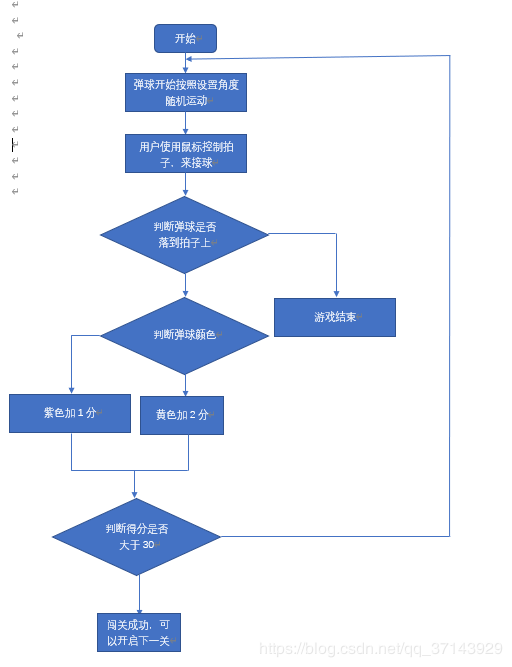 开始
弹球开始按照设置角度
随机运动
用户使用鼠标控制拍
子，来接球
判断弹球是否
落到拍子上
游戏结束
判断弹球颜色
紫色加 1 分
黄色加 2 分
判断得分是否
大于 30
闯关成功，可
以开启下一关
https://blog.csdn.net/qq_37143929